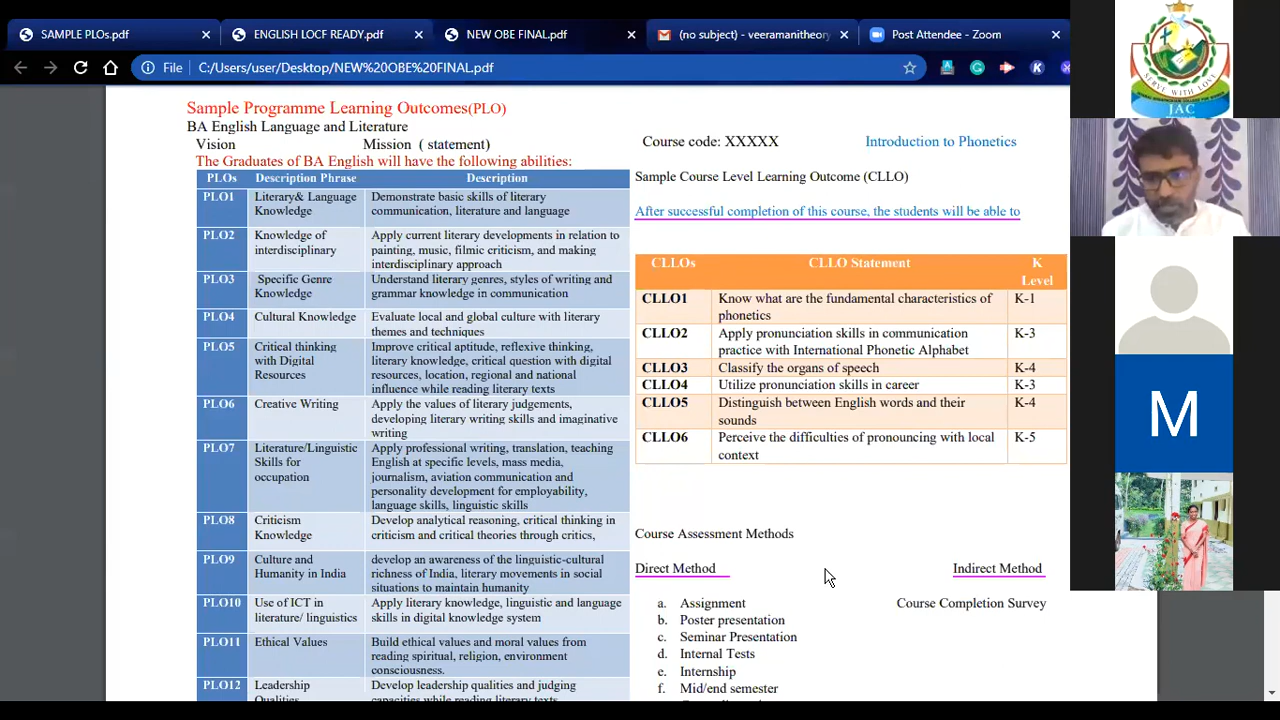 SAMPLE PLOs.pdf
ENGLISH LOCF READY.pdf
NEW OBE FINAL.pdf
(no subject) - veeramanitheory
Post Attendee - Zoom
File C:/Users/user/Desktop/NEW%20OBE%20FINAL.pdf
SERVE WITH LOVE
JAC
M
Sample Programme Learning Outcomes(PLO)
BA English Language and Literature
Vision Mission ( statement)
The Graduates of BA English will have the following abilities:
PLOs Description Phrase Description
PLO1 Literary& Language Demonstrate basic skills of literary
Knowledge communication, literature and language
PLO2 Knowledge of Apply current literary developments in relation to
interdisciplinary painting, music, filmic criticism, and making
interdisciplinary approach
PLO3 Specific Genre Understand literary genres, styles of writing and
Knowledge grammar knowledge in communication
PLO4 Cultural Knowledge Evaluate local and global culture with literary
themes and techniques
PLO5 Critical thinking Improve critical aptitude, reflexive thinking,
with Digital literary knowledge, critical question with digital
Resources resources, location, regional and national
influence while reading literary texts
PLO6 Creative Writing Apply the values of literary judgements,
developing literary writing skills and imaginative
writing
PLO7 Literature/Linguistic Apply professional writing, translation, teaching
Skills for English at specific levels, mass media,
occupation journalism, aviation communication and
personality development for employability,
language skills, linguistic skills
PLO8 Criticism Develop analytical reasoning, critical thinking in
Knowledge criticism and critical theories through critics,
PLO9 Culture and develop an awareness of the linguistic-cultural
Humanity in India richness of India, literary movements in social
situations to maintain humanity
PLO10 Use of ICT in Apply literary knowledge, linguistic and language
literature/ linguistics skills in digital knowledge system
PLO11 Ethical Values Build ethical values and moral values from
reading spiritual, religion, environment
consciousness.
PLO12 Leadership Develop leadership qualities and judging
Qualities capacities while reading literary texts
Course code: XXXXX Introduction to Phonetics
Sample Course Level Learning Outcome (CLLO)
After successful completion of this course, the students will be able to
CLLOs CLLO Statement K
Level
CLLO1 Know what are the fundamental characteristics of K-1
phonetics
CLLO2 Apply pronunciation skills in communication K-3
practice with International Phonetic Alphabet
CLLO3 Classify the organs of speech K-4
CLLO4 Utilize pronunciation skills in career K-3
CLLO5 Distinguish between English words and their K-4
sounds
CLLO6 Perceive the difficulties of pronouncing with local K-5
context
Course Assessment Methods
Direct Method Indirect Method
a. Assignment Course Completion Survey
b. Poster presentation
c. Seminar Presentation
d. Internal Tests
e. Internship
f. Mid/end semester